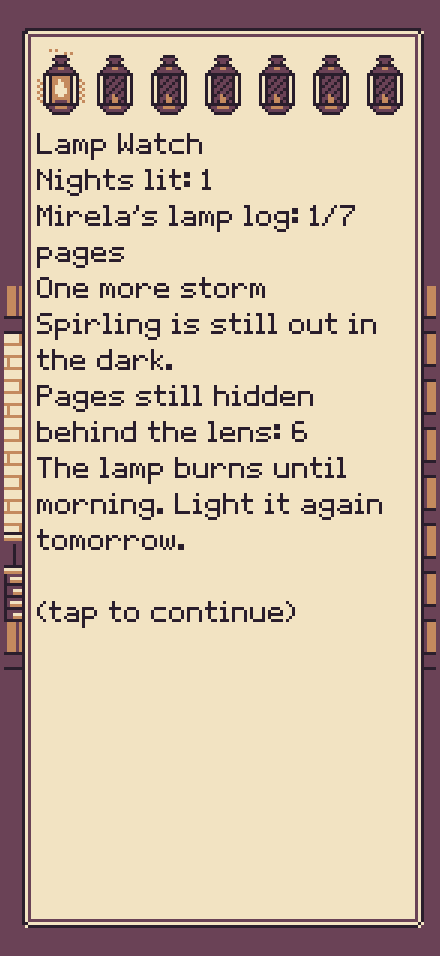 Lamp Watch
Nights lit: 1
Mirela's lamp log: 1/7
pages
One more storm
Spirling is still out in
the dark.
Pages still hidden
behind the lens: 6
The lamp burns until
morning. Light it again
tomorrow.
(tap to continue)